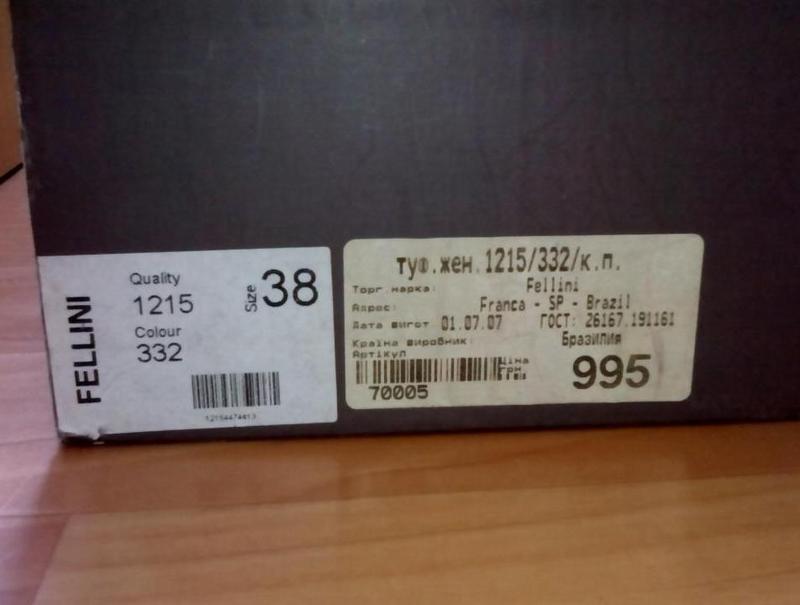 FELLINI
Quality
1215
Colour
332
Size 38
туф.жен.1215/332/к.п.
Торг.марка: Fellini
Адрес: Franca - SP - Brazil
Дата вигот 01.07.07 ГОСТ: 26167.191161
Країна виробник: Бразилия
Артікул
Ціна
грн
70005
995